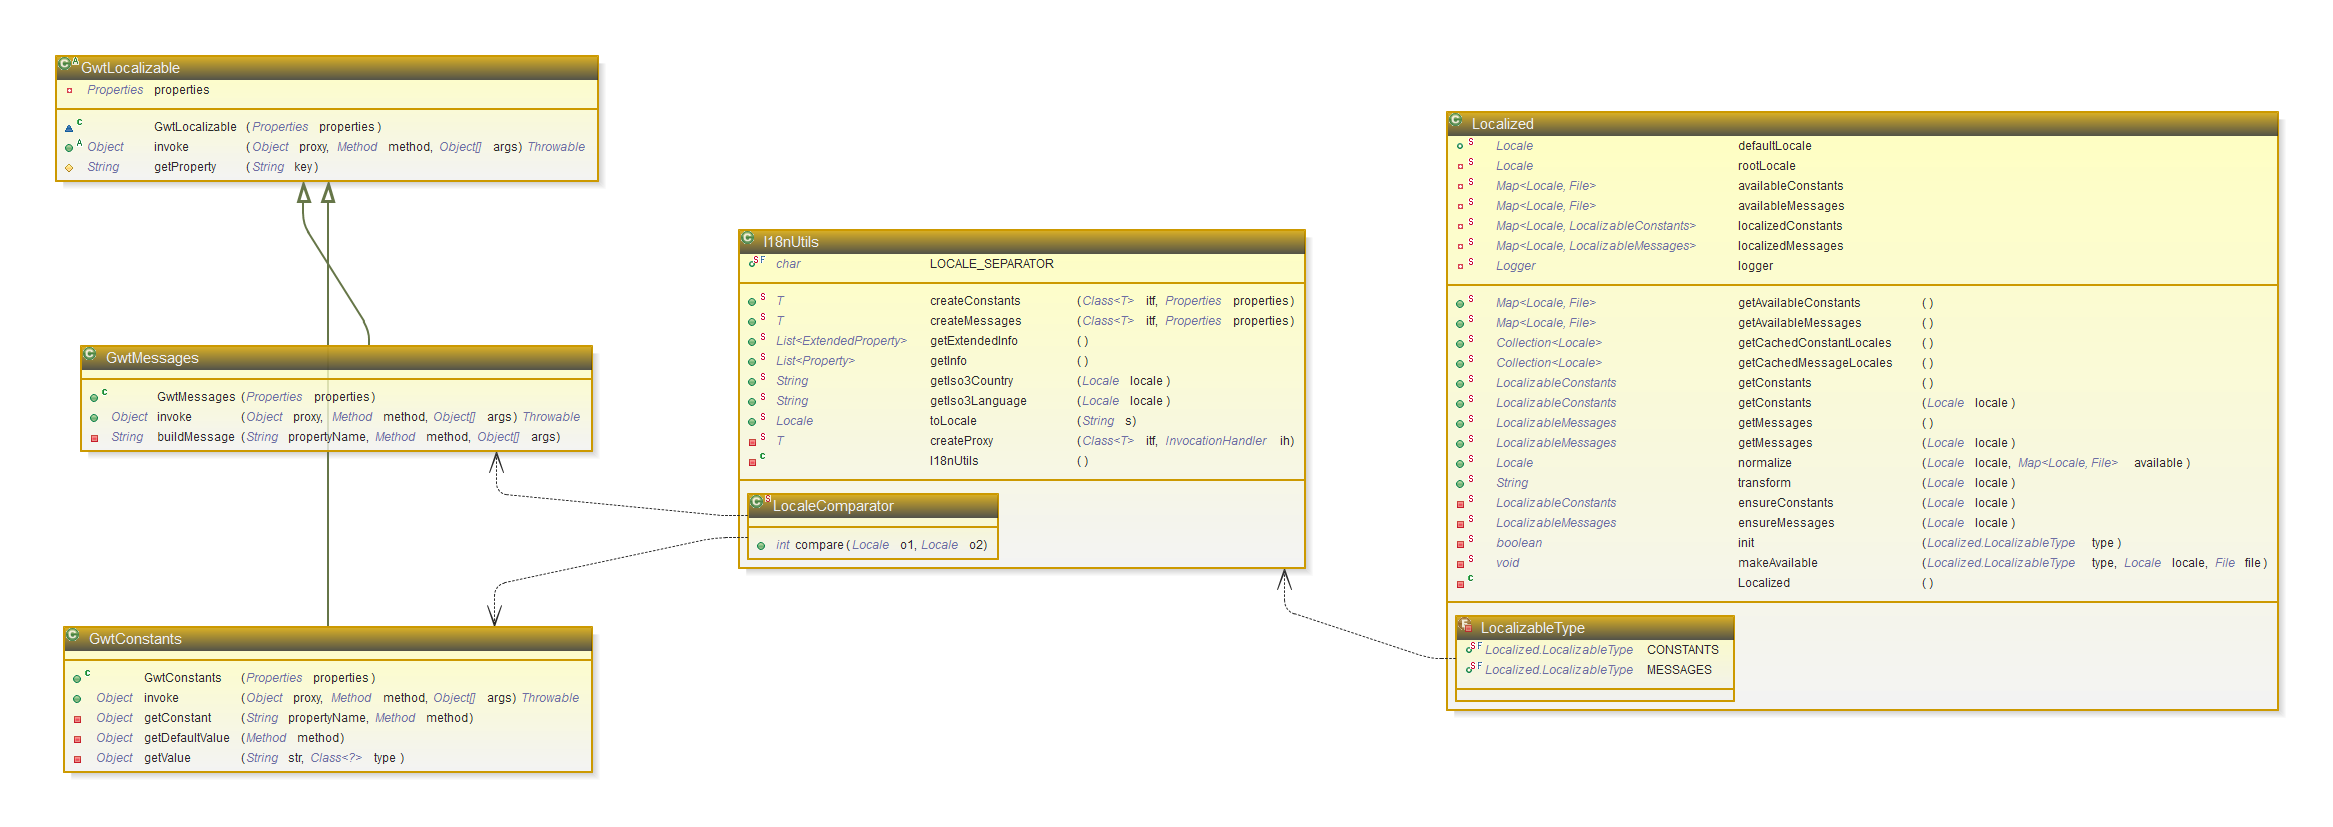 GwtLocalizable
Properties properties
GwtLocalizable (Properties properties)
Object invoke (Object proxy, Method method, Object[] args) Throwable
String getProperty (String key)
GwtMessages
GwtMessages (Properties properties)
Object invoke (Object proxy, Method method, Object[] args) Throwable
String buildMessage (String propertyName, Method method, Object[] args)
GwtConstants
GwtConstants (Properties properties)
Object invoke (Object proxy, Method method, Object[] args) Throwable
Object getConstant (String propertyName, Method method)
Object getDefaultValue (Method method)
Object getValue (String str, Class<?> type)
I18nUtils
char LOCALE_SEPARATOR
T createConstants (Class<T> itf, Properties properties)
T createMessages (Class<T> itf, Properties properties)
List<ExtendedProperty> getExtendedInfo ()
List<Property> getInfo ()
String getIso3Country (Locale locale)
String getIso3Language (Locale locale)
Locale toLocale (String s)
T createProxy (Class<T> itf, InvocationHandler ih)
I18nUtils ()
LocaleComparator
int compare (Locale o1, Locale o2)
Localized
Locale defaultLocale
Locale rootLocale
Map<Locale, File> availableConstants
Map<Locale, File> availableMessages
Map<Locale, LocalizableConstants> localizedConstants
Map<Locale, LocalizableMessages> localizedMessages
Logger logger
Map<Locale, File> getAvailableConstants ()
Map<Locale, File> getAvailableMessages ()
Collection<Locale> getCachedConstantLocales ()
Collection<Locale> getCachedMessageLocales ()
LocalizableConstants getConstants ()
LocalizableConstants getConstants (Locale locale)
LocalizableMessages getMessages ()
LocalizableMessages getMessages (Locale locale)
Locale normalize (Locale locale, Map<Locale, File> available)
String transform (Locale locale)
LocalizableConstants ensureConstants (Locale locale)
LocalizableMessages ensureMessages (Locale locale)
boolean init (Localized.LocalizableType type)
void makeAvailable (Localized.LocalizableType type, Locale locale, File file)
Localized ()
LocalizableType
Localized.LocalizableType CONSTANTS
Localized.LocalizableType MESSAGES